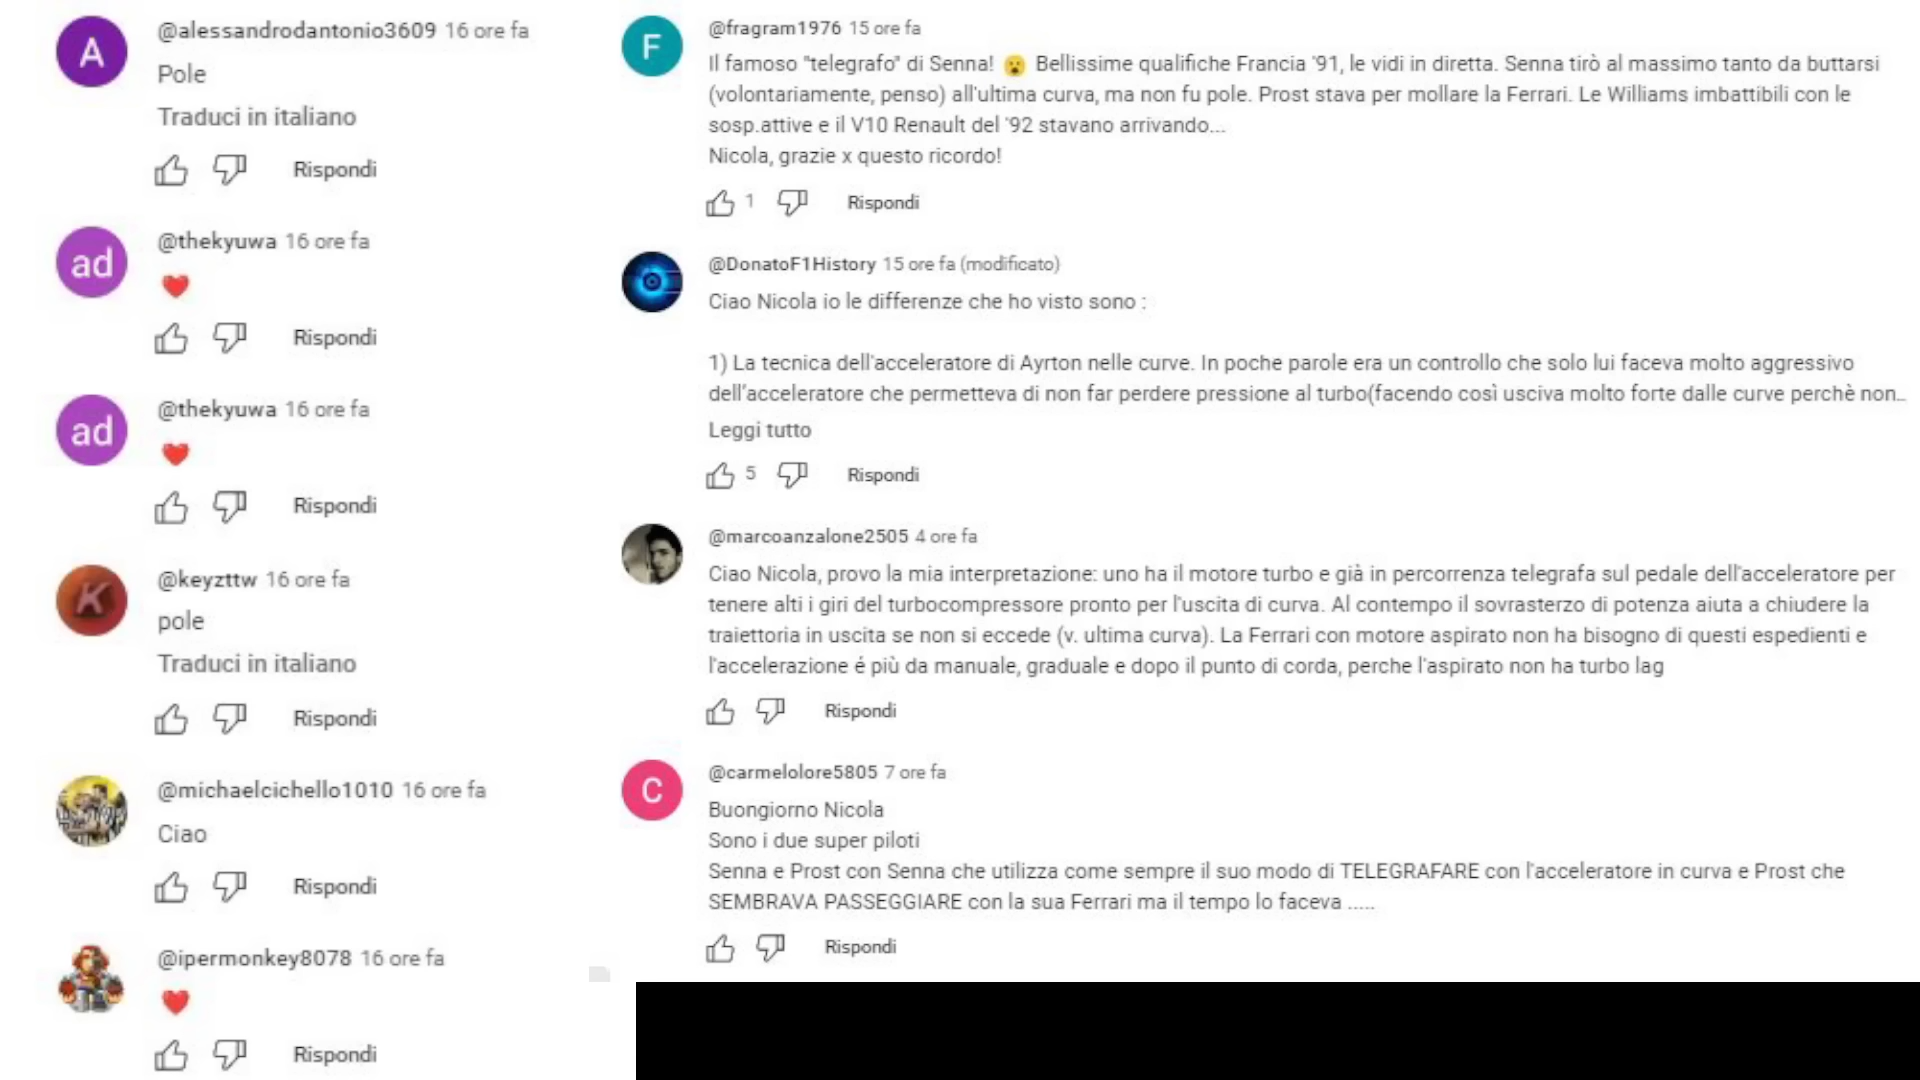 A
@alessandrodantonio3609 16 ore fa
Pole
Traduci in italiano
Rispondi
ad
@thekyuwa 16 ore fa
❤️
Rispondi
ad
@thekyuwa 16 ore fa
❤️
Rispondi
K
@keyzttw 16 ore fa
pole
Traduci in italiano
Rispondi
@michaelcichello1010 16 ore fa
Ciao
Rispondi
@ipermonkey8078 16 ore fa
❤️
Rispondi
F
@fragram1976 15 ore fa
Il famoso "telegrafo" di Senna! 😮 Bellissime qualifiche Francia '91, le vidi in diretta. Senna tirò al massimo tanto da buttarsi
(volontariamente, penso) all'ultima curva, ma non fu pole. Prost stava per mollare la Ferrari. Le Williams imbattibili con le
sosp.attive e il V10 Renault del '92 stavano arrivando...
Nicola, grazie x questo ricordo!
1 Rispondi
@DonatoF1History 15 ore fa (modificato)
Ciao Nicola io le differenze che ho visto sono :
1) La tecnica dell'acceleratore di Ayrton nelle curve. In poche parole era un controllo che solo lui faceva molto aggressivo
dell'acceleratore che permetteva di non far perdere pressione al turbo(facendo così usciva molto forte dalle curve perchè non...
Leggi tutto
5 Rispondi
@marcoanzalone2505 4 ore fa
Ciao Nicola, provo la mia interpretazione: uno ha il motore turbo e già in percorrenza telegrafa sul pedale dell'acceleratore per
tenere alti i giri del turbocompressore pronto per l'uscita di curva. Al contempo il sovrasterzo di potenza aiuta a chiudere la
traiettoria in uscita se non si eccede (v. ultima curva). La Ferrari con motore aspirato non ha bisogno di questi espedienti e
l'accelerazione é più da manuale, graduale e dopo il punto di corda, perche l'aspirato non ha turbo lag
Rispondi
C
@carmelolore5805 7 ore fa
Buongiorno Nicola
Sono i due super piloti
Senna e Prost con Senna che utilizza come sempre il suo modo di TELEGRAFARE con l'acceleratore in curva e Prost che
SEMBRAVA PASSEGGIARE con la sua Ferrari ma il tempo lo faceva .....
Rispondi